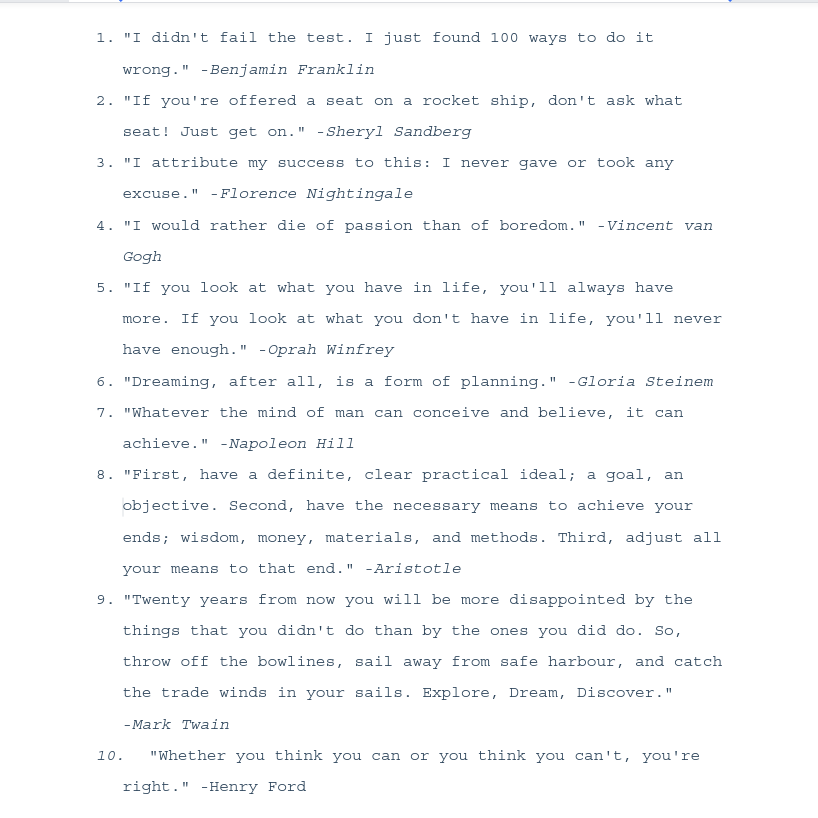 1. "I didn't fail the test. I just found 100 ways to do it
wrong." -Benjamin Franklin
2. "If you're offered a seat on a rocket ship, don't ask what
seat! Just get on." -Sheryl Sandberg
3. "I attribute my success to this: I never gave or took any
excuse." -Florence Nightingale
4. "I would rather die of passion than of boredom." -Vincent van
Gogh
5. "If you look at what you have in life, you'll always have
more. If you look at what you don't have in life, you'll never
have enough." -Oprah Winfrey
6. "Dreaming, after all, is a form of planning." -Gloria Steinem
7. "Whatever the mind of man can conceive and believe, it can
achieve." -Napoleon Hill
8. "First, have a definite, clear practical ideal; a goal, an
objective. Second, have the necessary means to achieve your
ends; wisdom, money, materials, and methods. Third, adjust all
your means to that end." -Aristotle
9. "Twenty years from now you will be more disappointed by the
things that you didn't do than by the ones you did do. So,
throw off the bowlines, sail away from safe harbour, and catch
the trade winds in your sails. Explore, Dream, Discover."
-Mark Twain
10. "Whether you think you can or you think you can't, you're
right." -Henry Ford